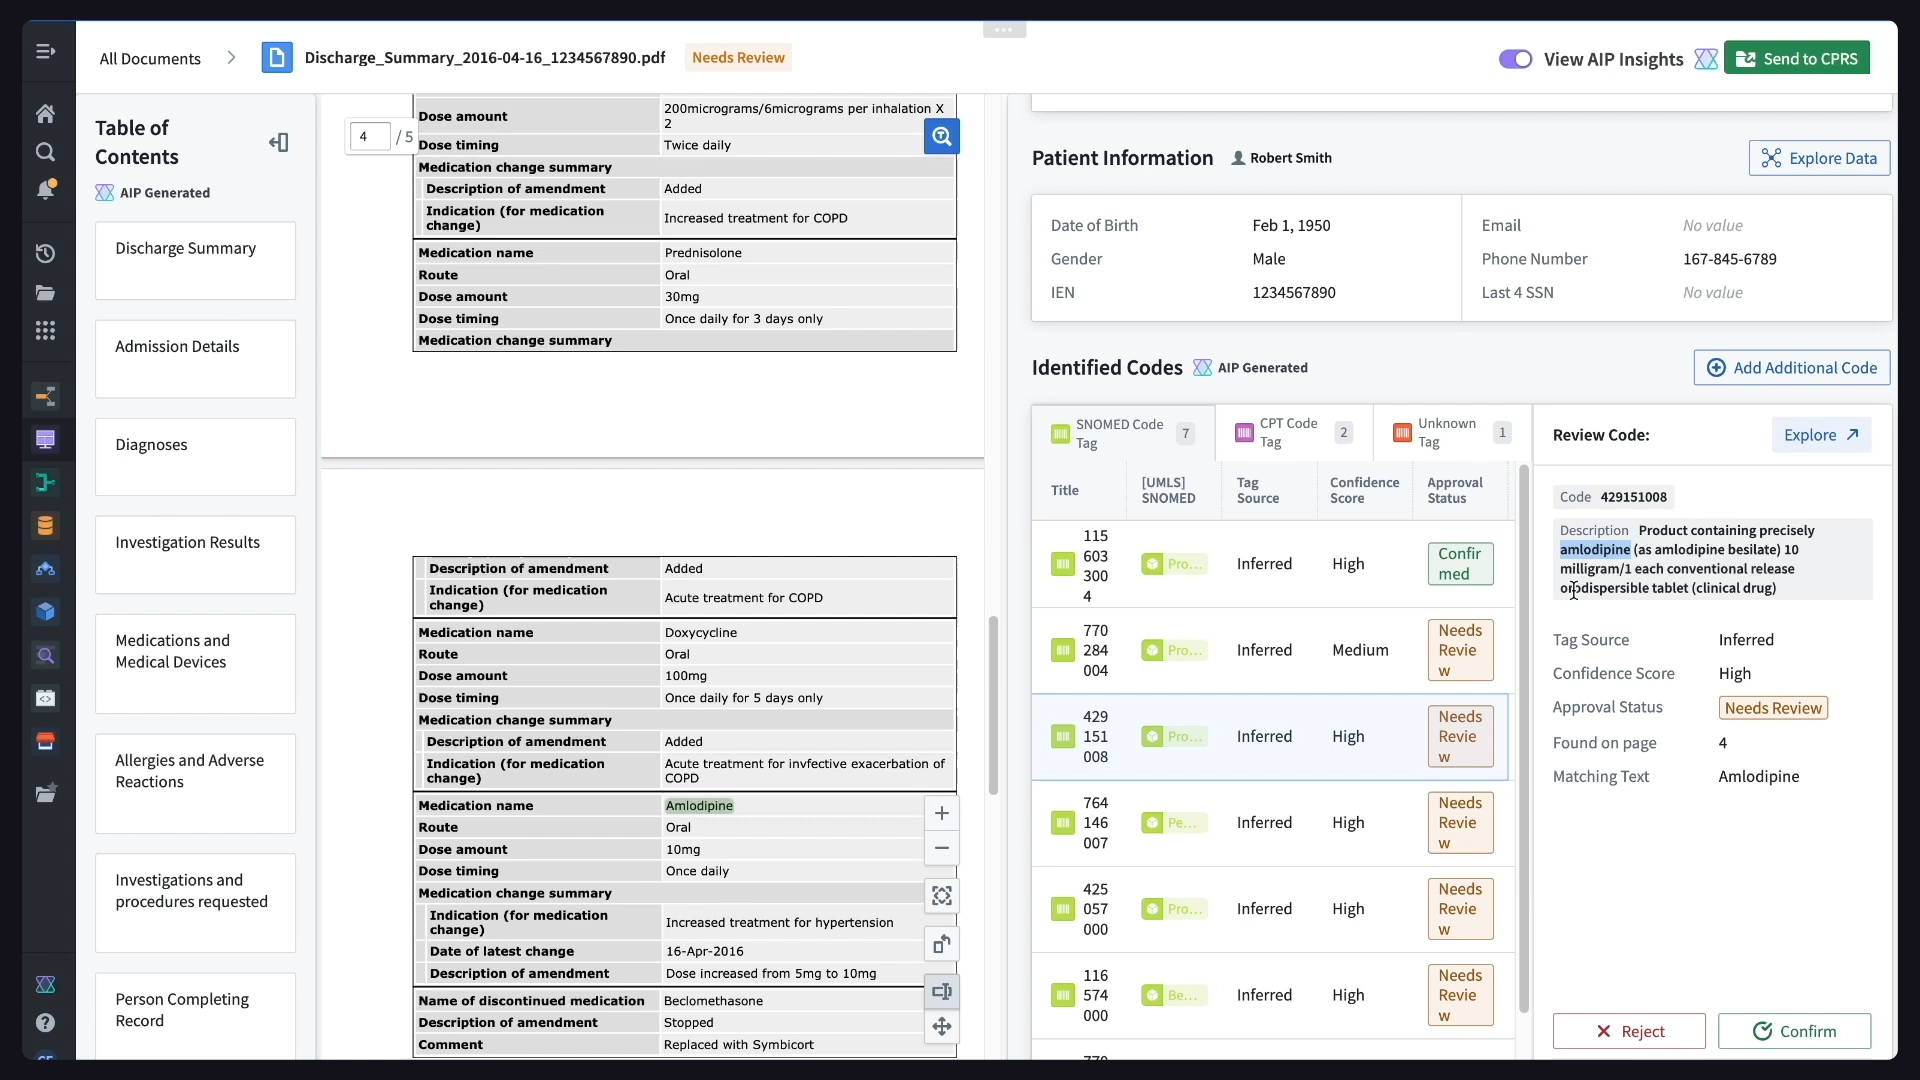 All Documents
Discharge_Summary_2016-04-16_1234567890.pdf
Needs Review
View AIP Insights
Send to CPRS
Table of
Contents
AIP Generated
Discharge Summary
Admission Details
Diagnoses
Investigation Results
Medications and
Medical Devices
Allergies and Adverse
Reactions
Investigations and
procedures requested
Person Completing
Record
4 / 5
Dose amount 200micrograms/6micrograms per inhalation X
2
Dose timing Twice daily
Medication change summary
Description of amendment Added
Indication (for medication
change) Increased treatment for COPD
Medication name Prednisolone
Route Oral
Dose amount 30mg
Dose timing Once daily for 3 days only
Medication change summary
Description of amendment Added
Indication (for medication
change) Acute treatment for COPD
Medication name Doxycycline
Route Oral
Dose amount 100mg
Dose timing Once daily for 5 days only
Medication change summary
Description of amendment Added
Indication (for medication
change) Acute treatment for invfective exacerbation of
COPD
Medication name Amlodipine
Route Oral
Dose amount 10mg
Dose timing Once daily
Medication change summary
Indication (for medication
change) Increased treatment for hypertension
Date of latest change 16-Apr-2016
Description of amendment Dose increased from 5mg to 10mg
Name of discontinued medication Beclomethasone
Description of amendment Stopped
Comment Replaced with Symbicort
Patient Information Robert Smith
Explore Data
Date of Birth Feb 1, 1950
Gender Male
IEN 1234567890
Email No value
Phone Number 167-845-6789
Last 4 SSN No value
Identified Codes AIP Generated
Add Additional Code
SNOMED Code
Tag 7
CPT Code
Tag 2
Unknown
Tag 1
Title
[UMLS]
SNOMED
Tag
Source
Confidence
Score
Approval
Status
115
603
300
4
Pro... Inferred High
Confir
med
770
284
004
Pro... Inferred Medium
Needs
Revie
w
429
151
008
Pro... Inferred High
Needs
Revie
w
764
146
007
Pe... Inferred High
Needs
Revie
w
425
057
000
Pro... Inferred High
Needs
Revie
w
116
574
000
Be... Inferred High
Needs
Revie
w
Review Code:
Explore
Code 429151008
Description Product containing precisely
amlodipine (as amlodipine besilate) 10
milligram/1 each conventional release
orodispersible tablet (clinical drug)
Tag Source Inferred
Confidence Score High
Approval Status Needs Review
Found on page 4
Matching Text Amlodipine
Reject
Confirm